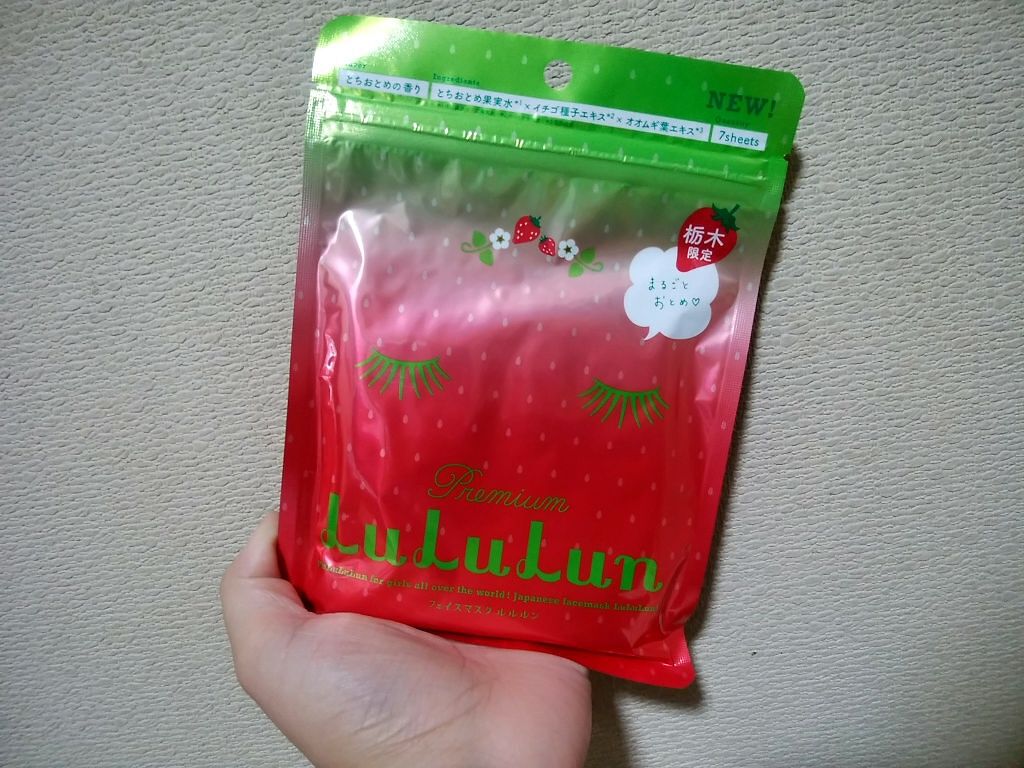 とちおとめの香り
Ingredients
とちおとめ果実水*1 × イチゴ種子エキス*2 × オオムギ葉エキス*3
NEW!
7sheets
栃木
限定
まるごと
おとめ♡
Premium
LuLuLun
LuLuLun for girls all over the world! Japanese facemask LuLuLun!
フェイスマスク ルルルン